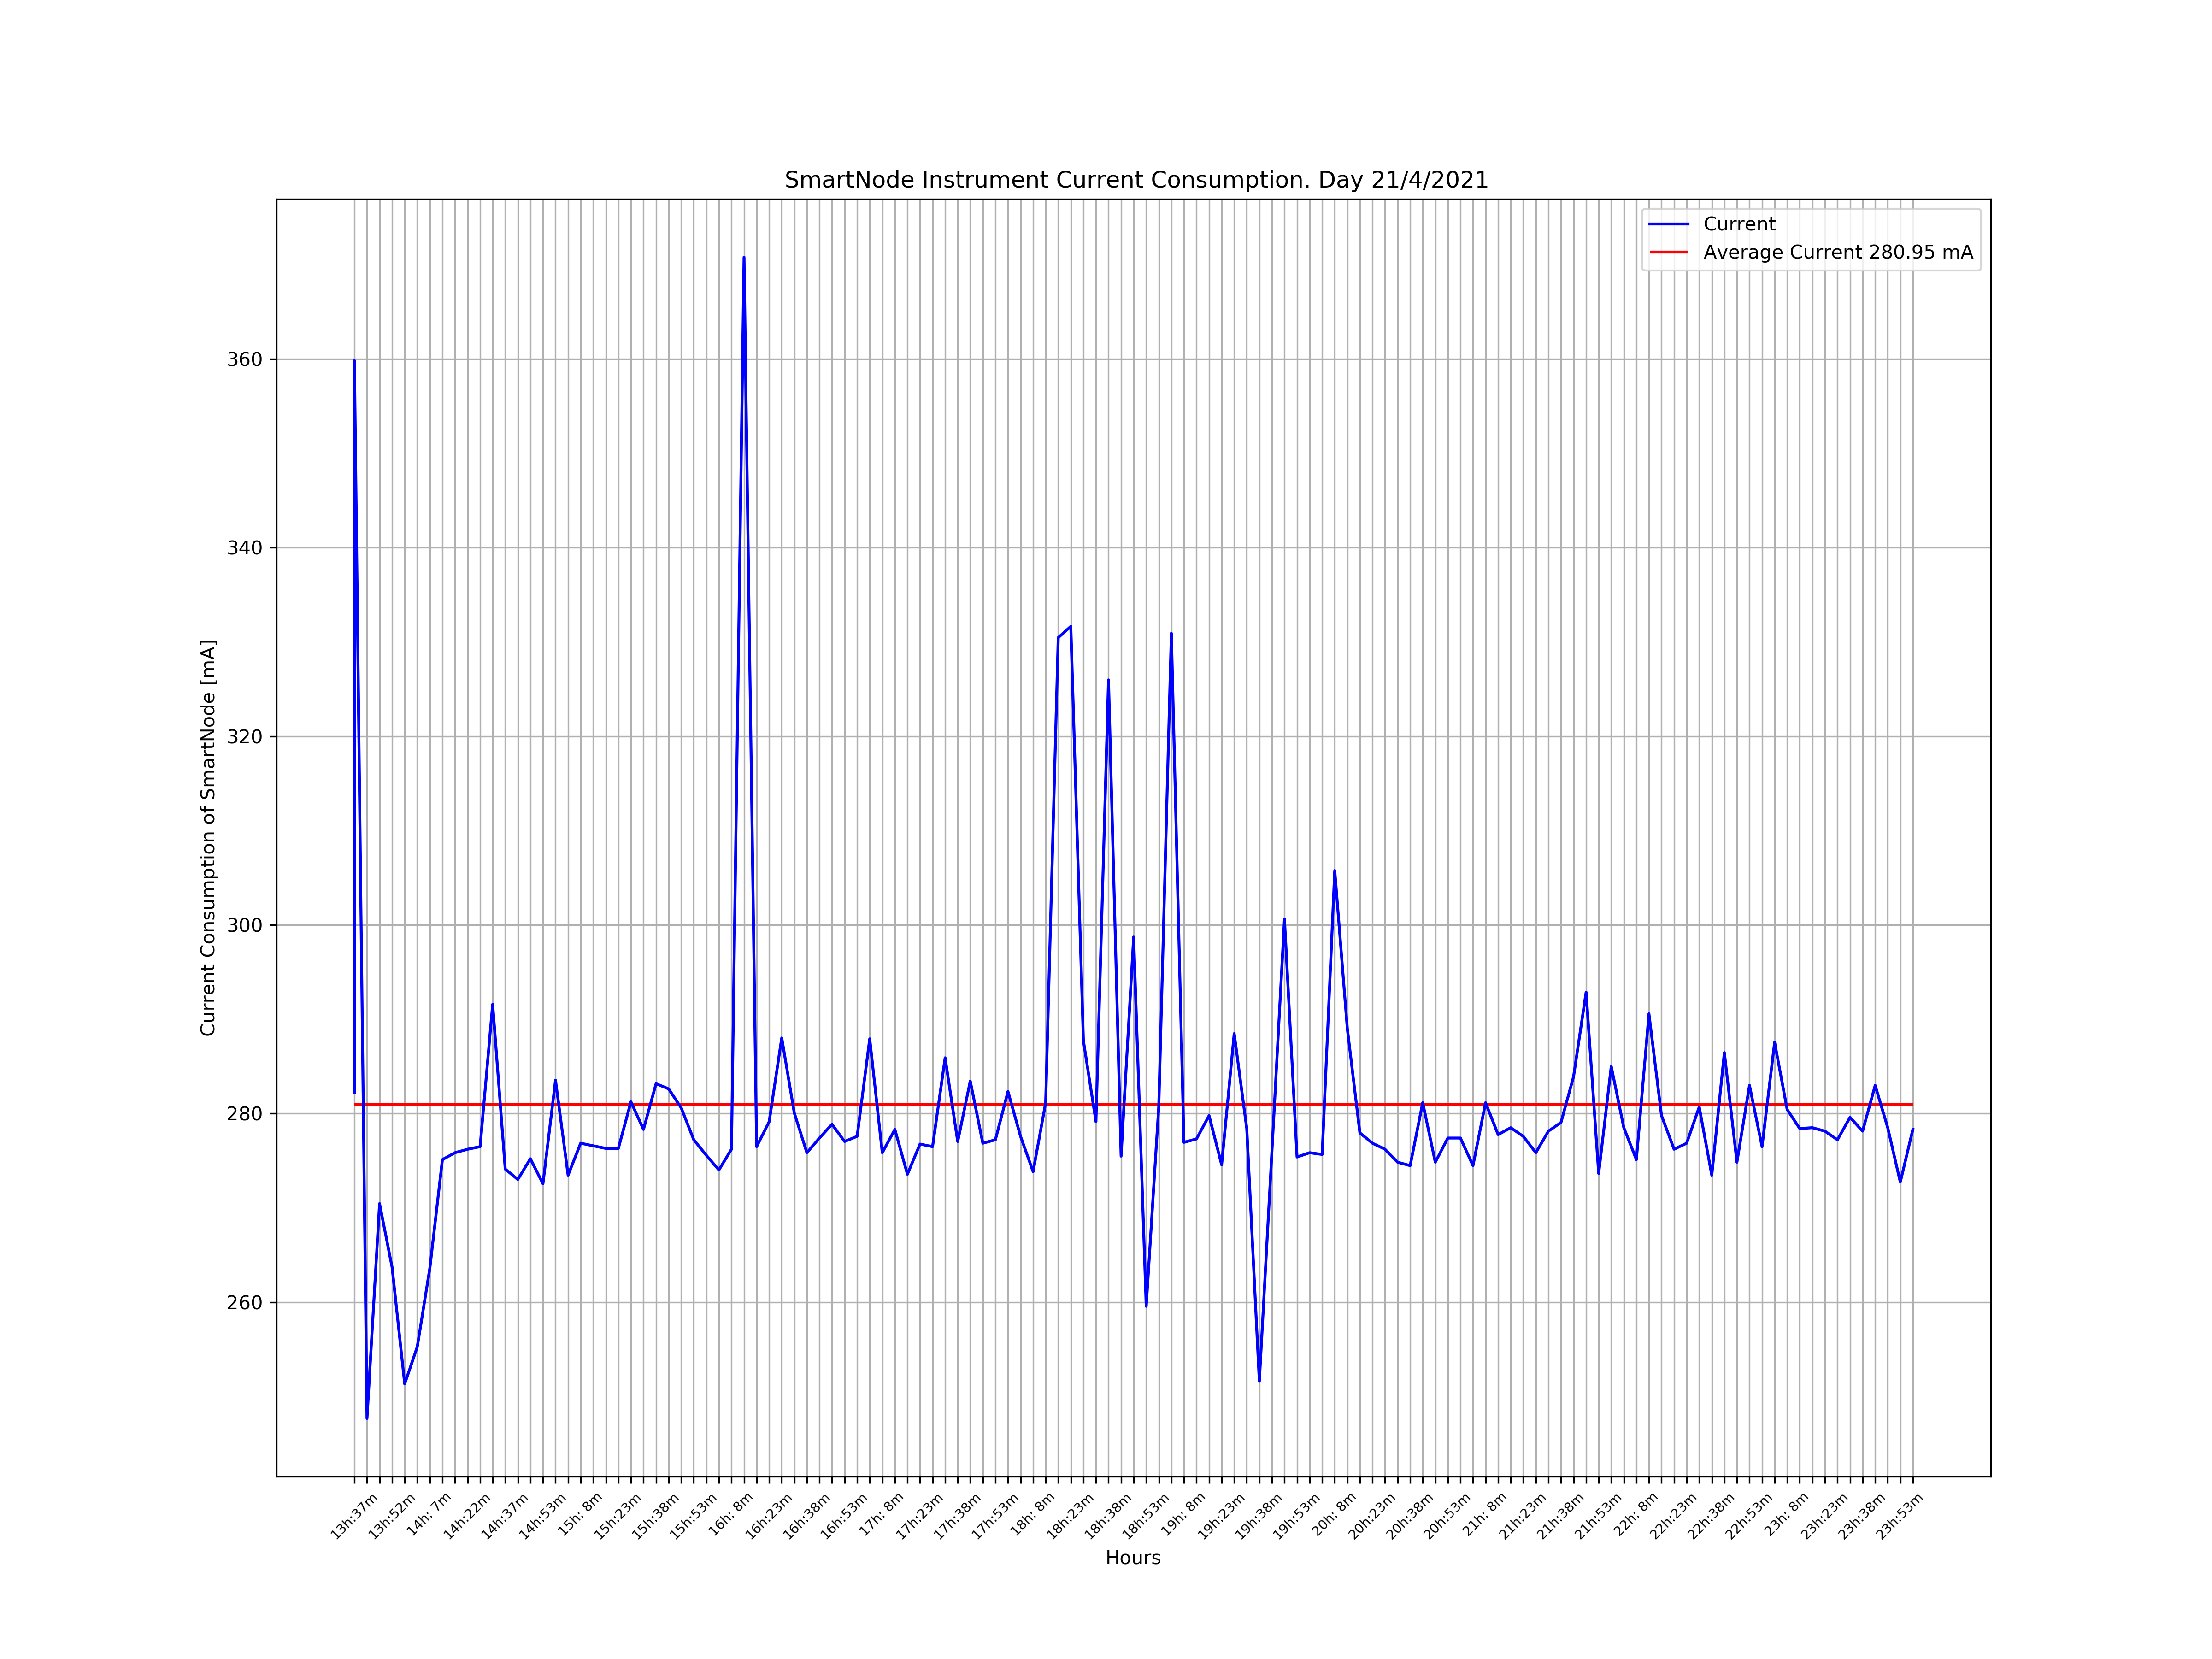 SmartNode Instrument Current Consumption. Day 21/4/2021
Current
Average Current 280.95 mA
Current Consumption of SmartNode [mA]
360
340
320
300
280
260
13h:37m
13h:52m
14h: 7m
14h:22m
14h:37m
14h:53m
15h: 8m
15h:23m
15h:38m
15h:53m
16h: 8m
16h:23m
16h:38m
16h:53m
17h: 8m
17h:23m
17h:38m
17h:53m
18h: 8m
18h:23m
18h:38m
18h:53m
19h: 8m
19h:23m
19h:38m
19h:53m
20h: 8m
20h:23m
20h:38m
20h:53m
21h: 8m
21h:23m
21h:38m
21h:53m
22h: 8m
22h:23m
22h:38m
22h:53m
23h: 8m
23h:23m
23h:38m
23h:53m
Hours